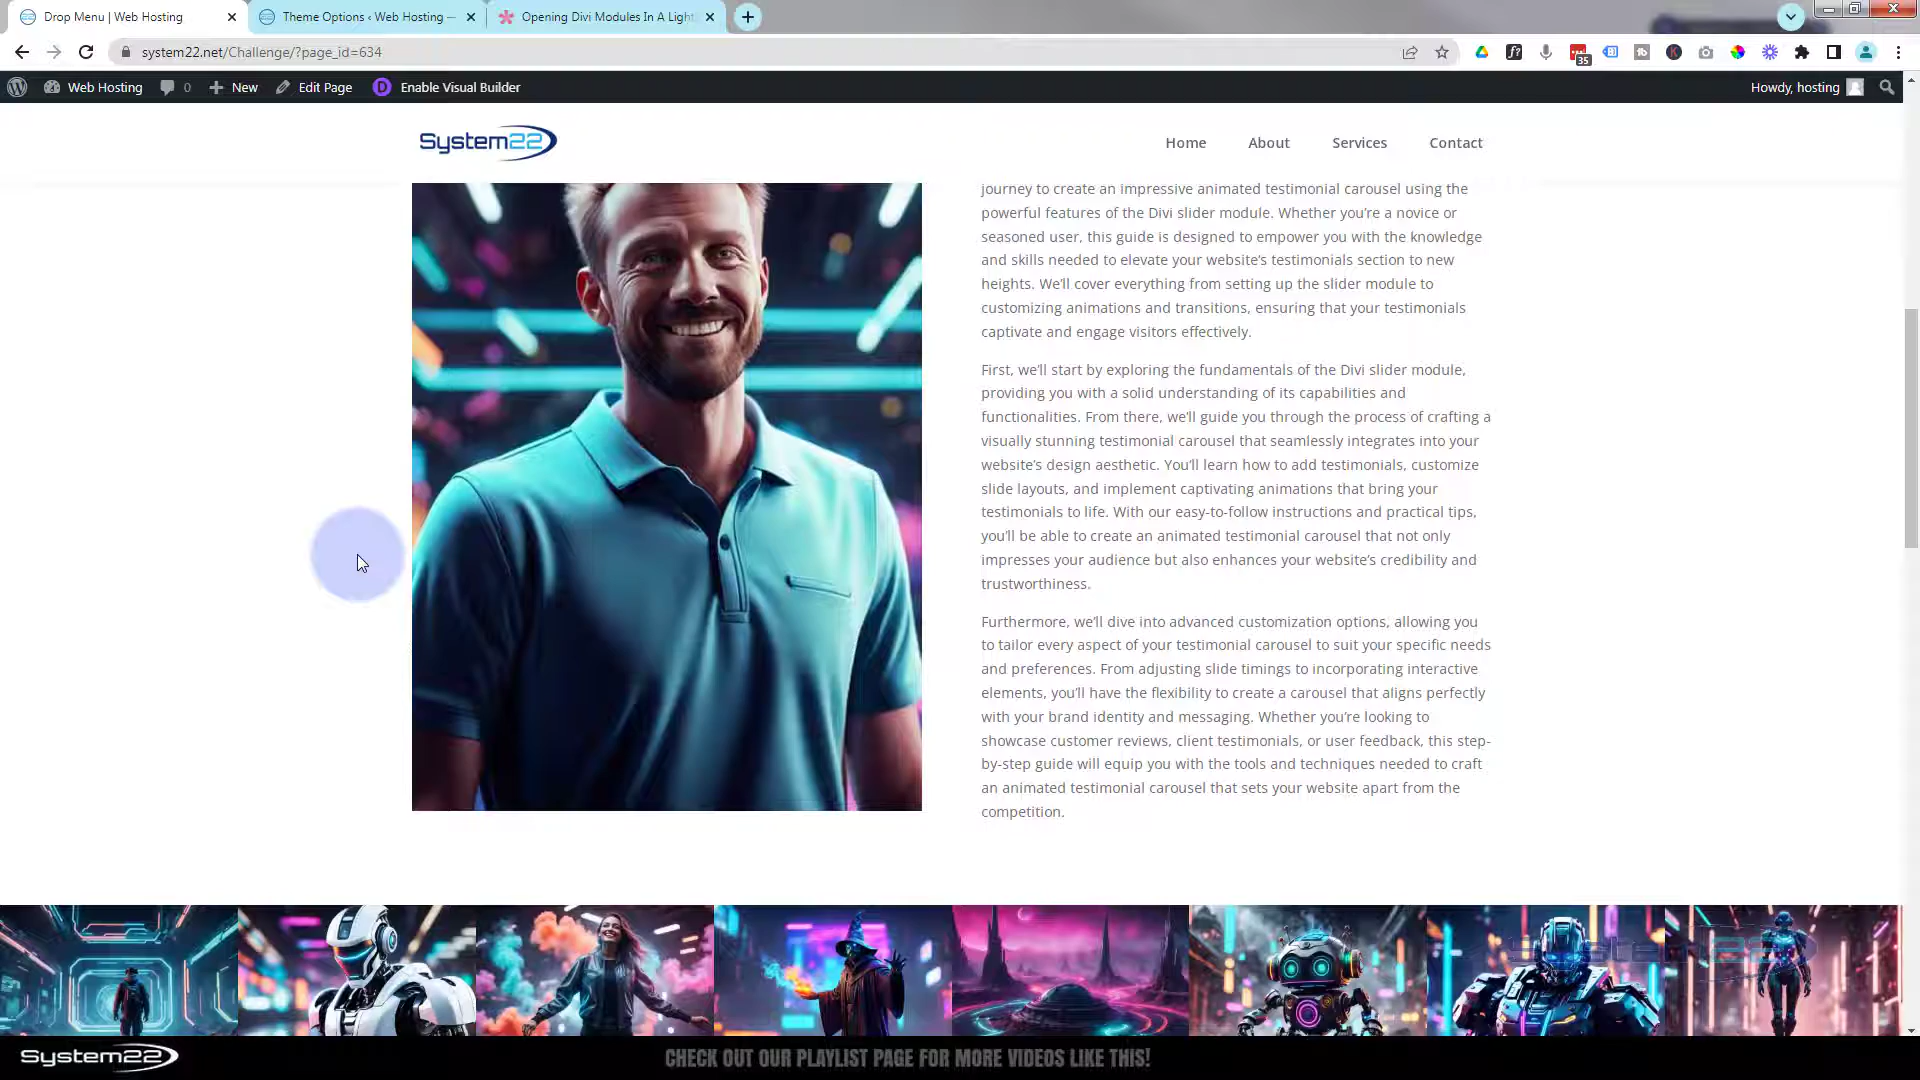 Drop Menu | Web Hosting
Theme Options ‹ Web Hosting —
Opening Divi Modules In A Light
system22.net/Challenge/?page_id=634
35
Web Hosting
0
New
Edit Page
D
Enable Visual Builder
Howdy, hosting
System22
Home
About
Services
Contact
journey to create an impressive animated testimonial carousel using the
powerful features of the Divi slider module. Whether you're a novice or
seasoned user, this guide is designed to empower you with the knowledge
and skills needed to elevate your website's testimonials section to new
heights. We'll cover everything from setting up the slider module to
customizing animations and transitions, ensuring that your testimonials
captivate and engage visitors effectively.
First, we'll start by exploring the fundamentals of the Divi slider module,
providing you with a solid understanding of its capabilities and
functionalities. From there, we'll guide you through the process of crafting a
visually stunning testimonial carousel that seamlessly integrates into your
website's design aesthetic. You'll learn how to add testimonials, customize
slide layouts, and implement captivating animations that bring your
testimonials to life. With our easy-to-follow instructions and practical tips,
you'll be able to create an animated testimonial carousel that not only
impresses your audience but also enhances your website's credibility and
trustworthiness.
Furthermore, we'll dive into advanced customization options, allowing you
to tailor every aspect of your testimonial carousel to suit your specific needs
and preferences. From adjusting slide timings to incorporating interactive
elements, you'll have the flexibility to create a carousel that aligns perfectly
with your brand identity and messaging. Whether you're looking to
showcase customer reviews, client testimonials, or user feedback, this step-
by-step guide will equip you with the tools and techniques needed to craft
an animated testimonial carousel that sets your website apart from the
competition.
System22
CHECK OUT OUR PLAYLIST PAGE FOR MORE VIDEOS LIKE THIS!